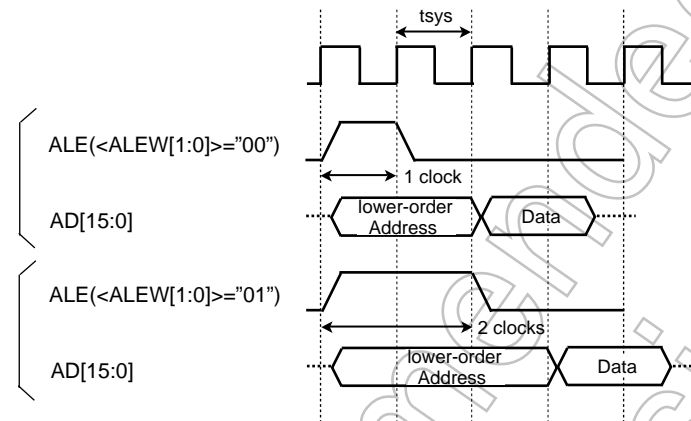 tsys
ALE(<ALEW[1:0]>=”00”)
1 clock
AD[15:0]
lower-order
Address
Data
ALE(<ALEW[1:0]>=”01”)
2 clocks
AD[15:0]
lower-order
Address
Data